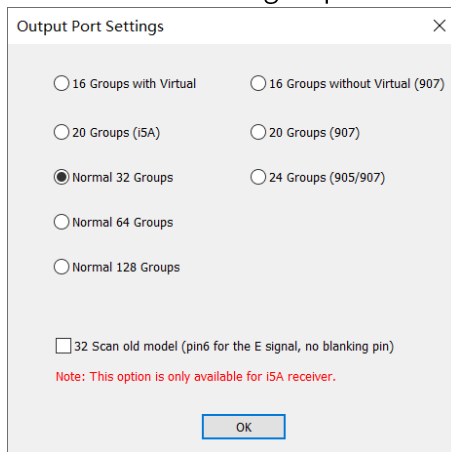 Output Port Settings
16 Groups with Virtual
16 Groups without Virtual (907)
20 Groups (i5A)
20 Groups (907)
Normal 32 Groups
24 Groups (905/907)
Normal 64 Groups
Normal 128 Groups
32 Scan old model (pin6 for the E signal, no blanking pin)
Note: This option is only available for i5A receiver.
OK